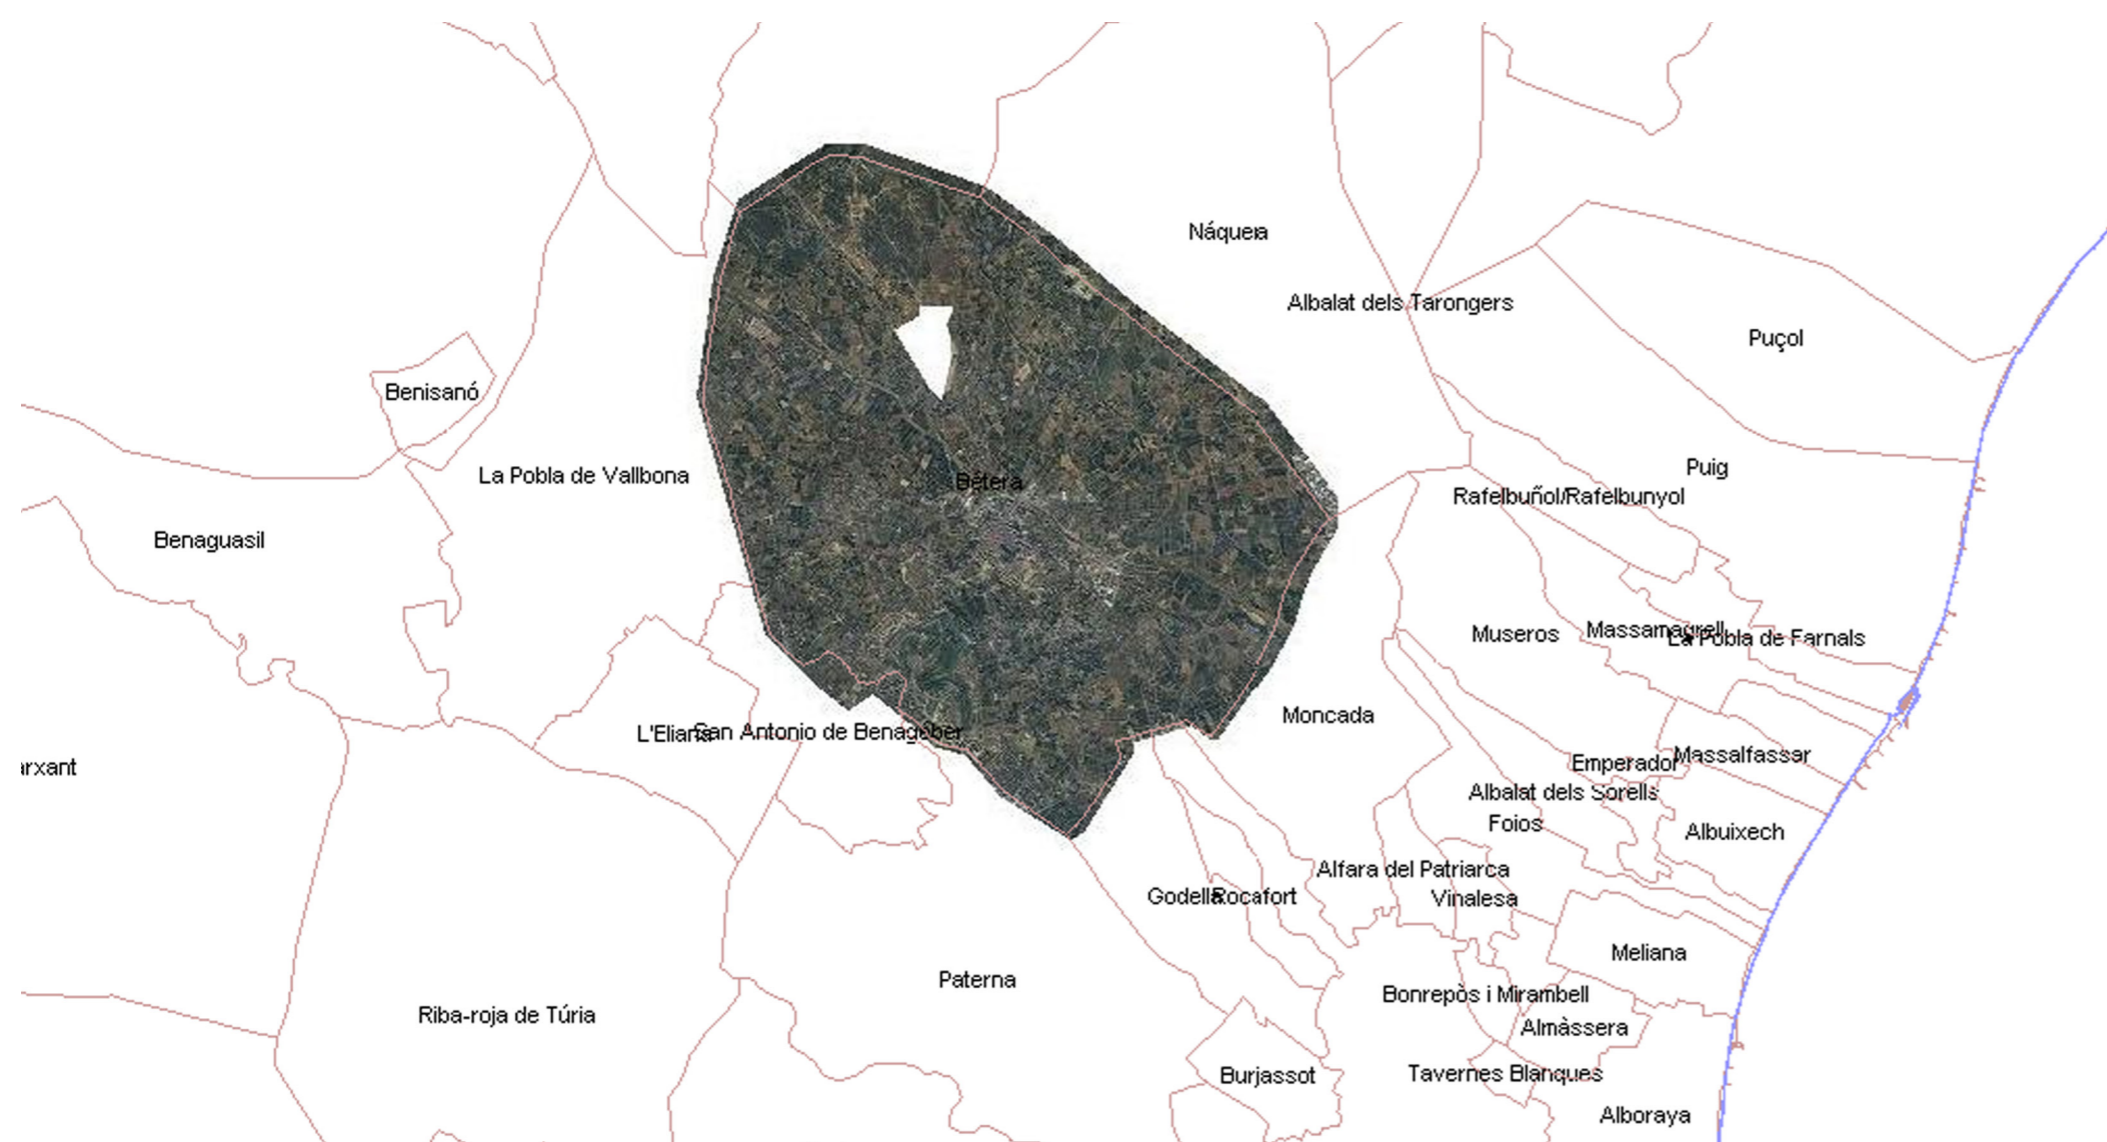 Náquera
Albalat dels Tarongers
Puçol
Benisanó
La Pobla de Vallbona
Bétera
Puig
Rafelbuñol/Rafelbunyol
Benaguasil
Museros
Massamagrell
La Pobla de Farnals
L'Eliana
San Antonio de Benagéber
Moncada
arxant
Emperador
Massalfassar
Albalat dels Sorells
Foios
Albuixech
Alfara del Patriarca
Godella
Rocafort
Vinalesa
Meliana
Paterna
Bonrepòs i Mirambell
Riba-roja de Túria
Almàssera
Burjassot
Tavernes Blanques
Alboraya